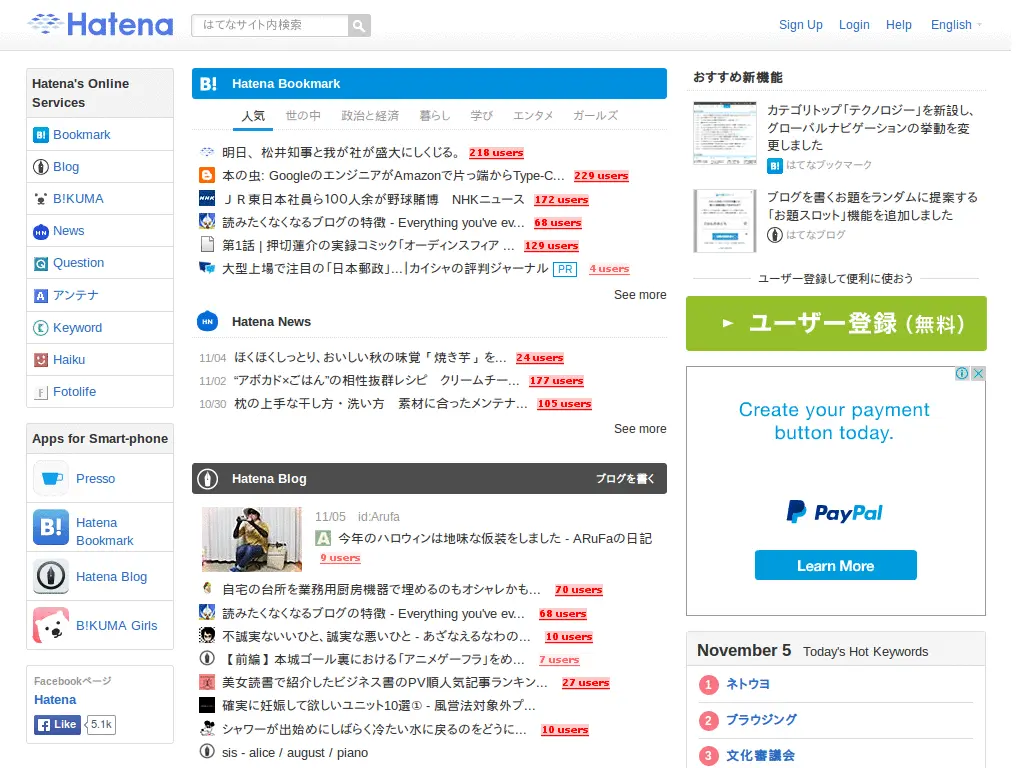 Hatena
はてなサイト内検索
Sign Up
Login
Help
English
Hatena's Online
Services
Bookmark
Blog
B!KUMA
News
Question
アンテナ
Keyword
Haiku
Fotolife
Apps for Smart-phone
Presso
Hatena
Bookmark
Hatena Blog
B!KUMA Girls
Facebookページ
Hatena
Like
5.1k
B! Hatena Bookmark
人気 世の中 政治と経済 暮らし 学び エンタメ ガールズ
明日、松井知事と我が社が盛大にしくじる。 218 users
本の虫: GoogleのエンジニアがAmazonで片っ端からType-C... 229 users
ＪＲ東日本社員ら100人余が野球賭博　NHKニュース 172 users
読みたくなくなるブログの特徴 - Everything you've ev... 68 users
第1話 | 押切蓮介の実録コミック「オーディンスフィア ... 129 users
大型上場で注目の「日本郵政」...|カイシャの評判ジャーナル PR 4 users
See more
Hatena News
11/04 ほくほくしっとり、おいしい秋の味覚「焼き芋」を... 24 users
11/02 “アボカド×ごはん”の相性抜群レシピ　クリームチー... 177 users
10/30 枕の上手な干し方・洗い方　素材に合ったメンテナ... 105 users
See more
Hatena Blog ブログを書く
11/05 id:Arufa
今年のハロウィンは地味な仮装をしました - ARuFaの日記
9 users
自宅の台所を業務用厨房機器で埋めるのもオシャレかも... 70 users
読みたくなくなるブログの特徴 - Everything you've ev... 68 users
不誠実ないいひと、誠実な悪いひと - あざなえるなわの... 10 users
【前編】本城ゴール裏における「アニメゲーフラ」をめ... 7 users
美女読書で紹介したビジネス書のPV順人気記事ランキン... 27 users
確実に妊娠して欲しいユニット10選① - 風営法対象外プ...
シャワーが出始めにしばらく冷たい水に戻るのをどうに... 10 users
sis - alice / august / piano
おすすめ新機能
カテゴリトップ「テクノロジー」を新設し、
グローバルナビゲーションの挙動を変
更しました
B! はてなブックマーク
ブログを書くお題をランダムに提案する
「お題スロット」機能を追加しました
はてなブログ
ユーザー登録して便利に使おう
ユーザー登録（無料）
Create your payment
button today.
PayPal
Learn More
November 5 Today's Hot Keywords
1 ネトウヨ
2 ブラウジング
3 文化審議会